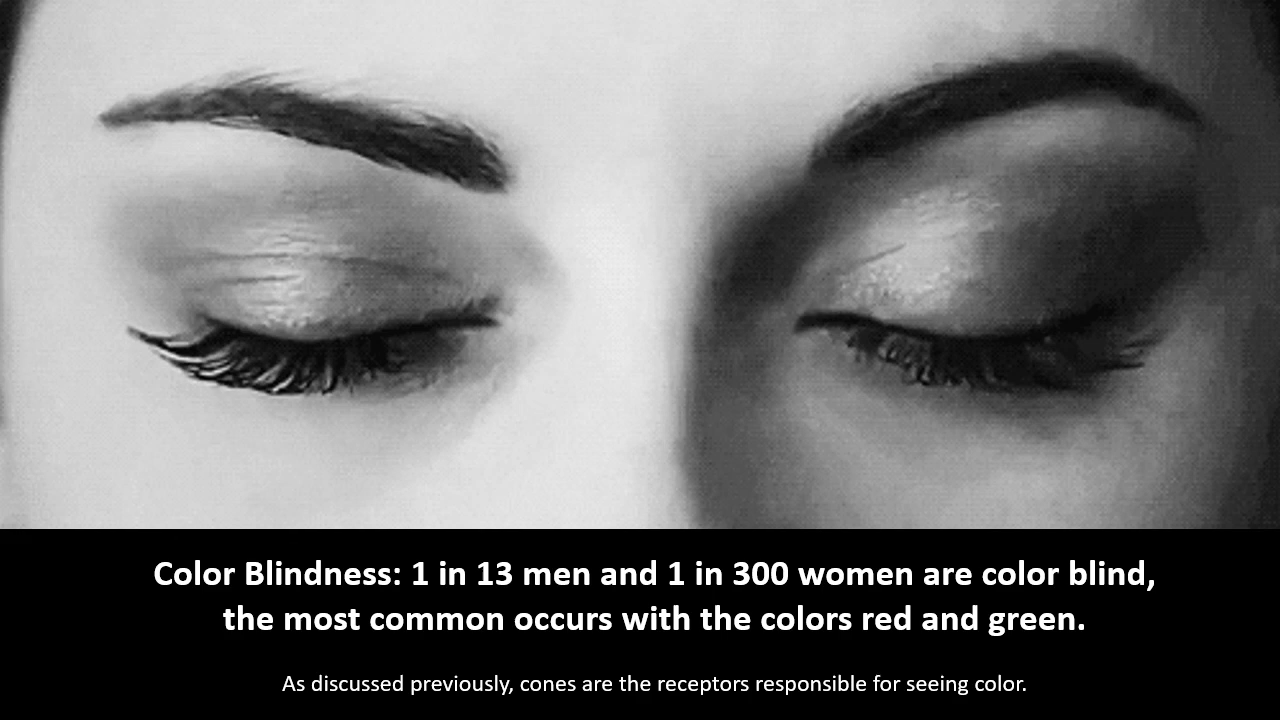 Color Blindness: 1 in 13 men and 1 in 300 women are color blind,
the most common occurs with the colors red and green.
As discussed previously, cones are the receptors responsible for seeing color.